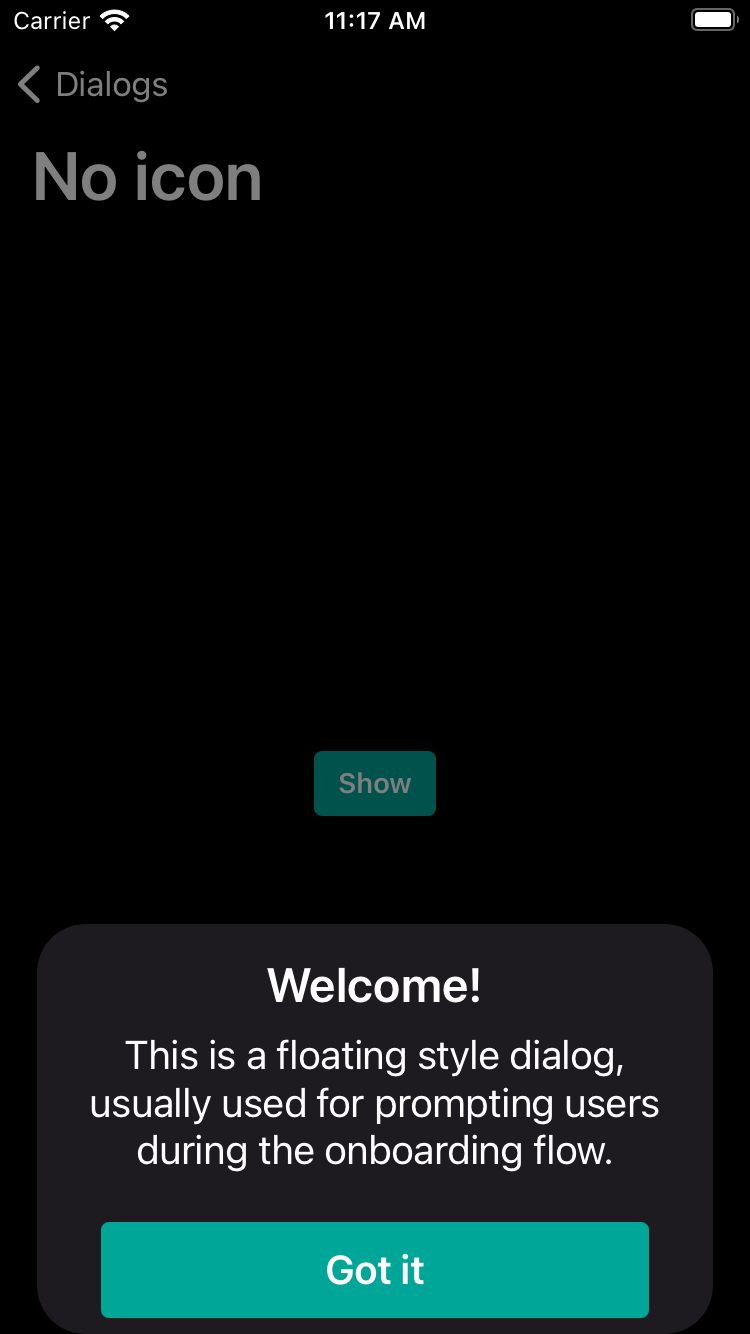 Carrier
11:17 AM
Dialogs
No icon
Show
Welcome!
This is a floating style dialog,
usually used for prompting users
during the onboarding flow.
Got it